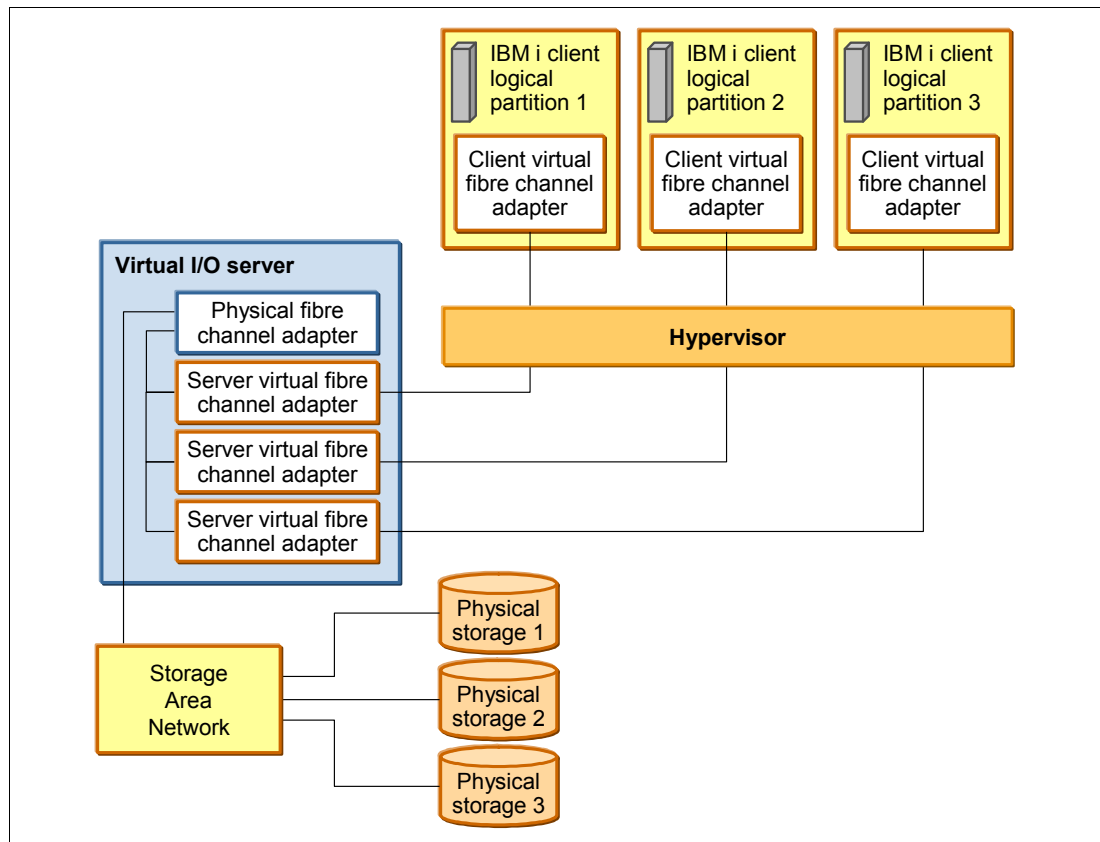 IBM i client
logical
partition 1
IBM i client
logical
partition 2
IBM i client
logical
partition 3
Client virtual
fibre channel
adapter
Client virtual
fibre channel
adapter
Client virtual
fibre channel
adapter
Virtual I/O server
Physical fibre
channel adapter
Hypervisor
Server virtual fibre
channel adapter
Server virtual fibre
channel adapter
Server virtual fibre
channel adapter
Storage
Area
Network
Physical
storage 1
Physical
storage 2
Physical
storage 3